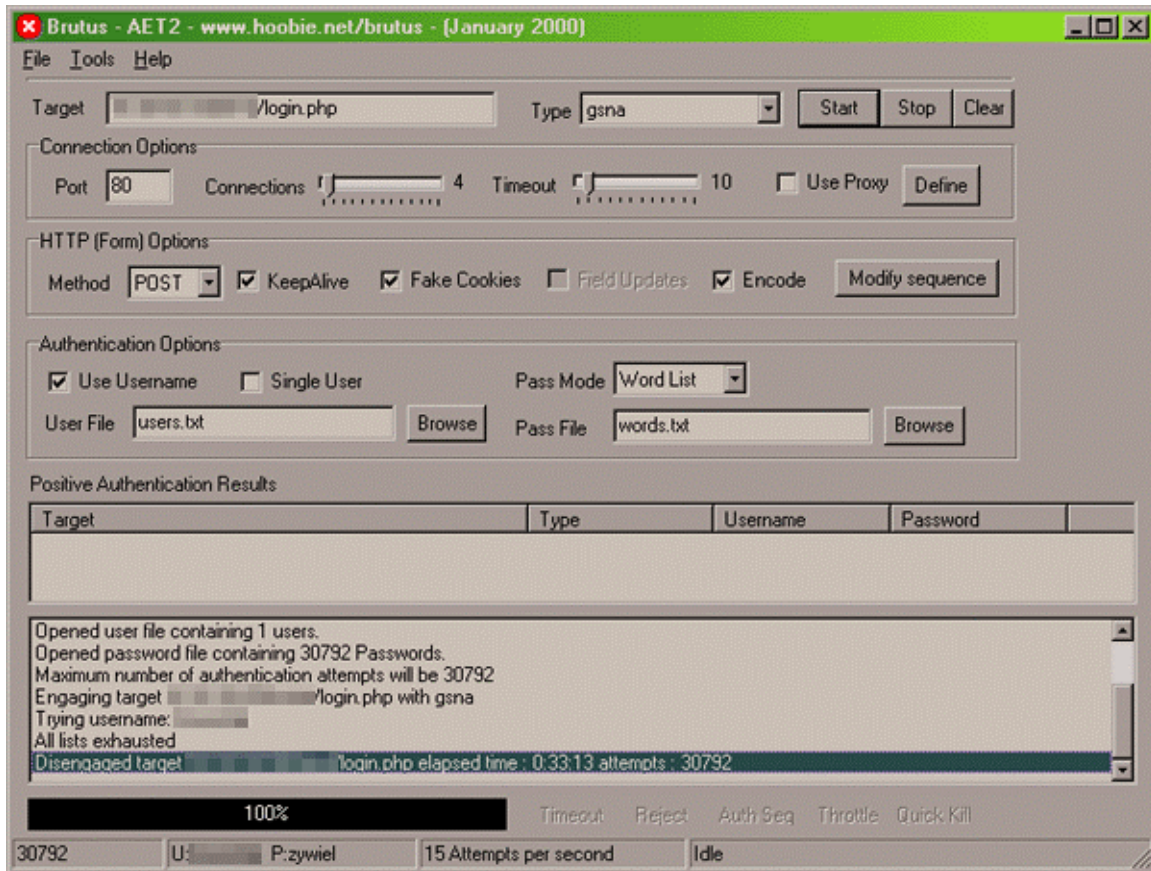 Brutus - AET2 - www.hoobie.net/brutus - (January 2000)
File Tools Help
Target /login.php Type gsna Start Stop Clear
Connection Options
Port 80 Connections 4 Timeout 10 Use Proxy Define
HTTP (Form) Options
Method POST KeepAlive Fake Cookies Field Updates Encode Modify sequence
Authentication Options
Use Username Single User Pass Mode Word List
User File users.txt Browse Pass File words.txt Browse
Positive Authentication Results
Target Type Username Password
Opened user file containing 1 users.
Opened password file containing 30792 Passwords.
Maximum number of authentication attempts will be 30792
Engaging target /login.php with gsna
Trying username:
All lists exhausted
Disengaged target /login.php elapsed time : 0:33:13 attempts : 30792
100% Timeout Reject Auth Seq Throttle Quick Kill
30792 U: P:zywiel 15 Attempts per second Idle